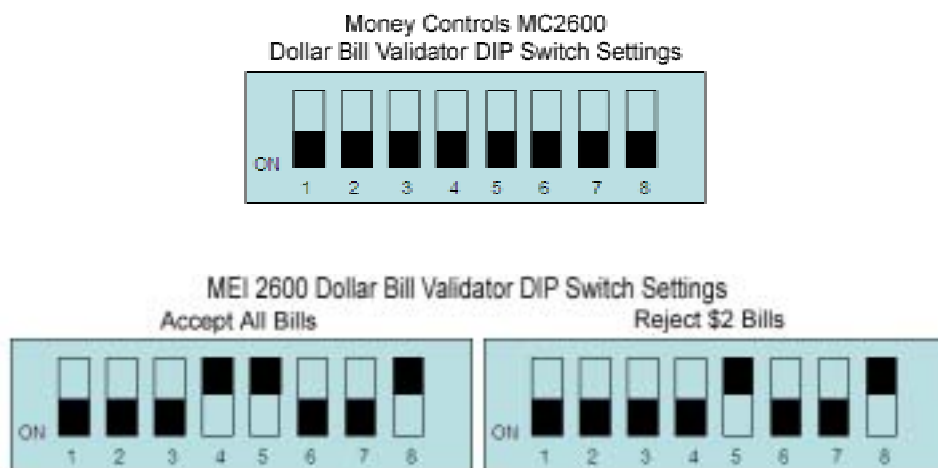 Money Controls MC2600
Dollar Bill Validator DIP Switch Settings
ON
1 2 3 4 5 6 7 8
MEI 2600 Dollar Bill Validator DIP Switch Settings
Accept All Bills
Reject $2 Bills
ON
1 2 3 4 5 6 7 8
ON
1 2 3 4 5 6 7 8